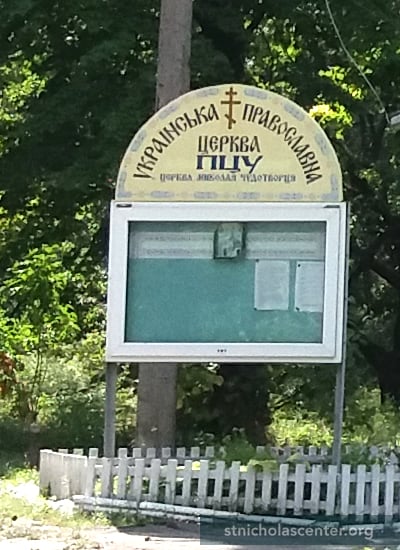 УКРАЇНСЬКА ПРАВОСЛАВНА
ЦЕРКВА
ПЦУ
ЦЕРКВА МИКОЛАЯ ЧУДОТВОРЦЯ
stnicholascenter.org